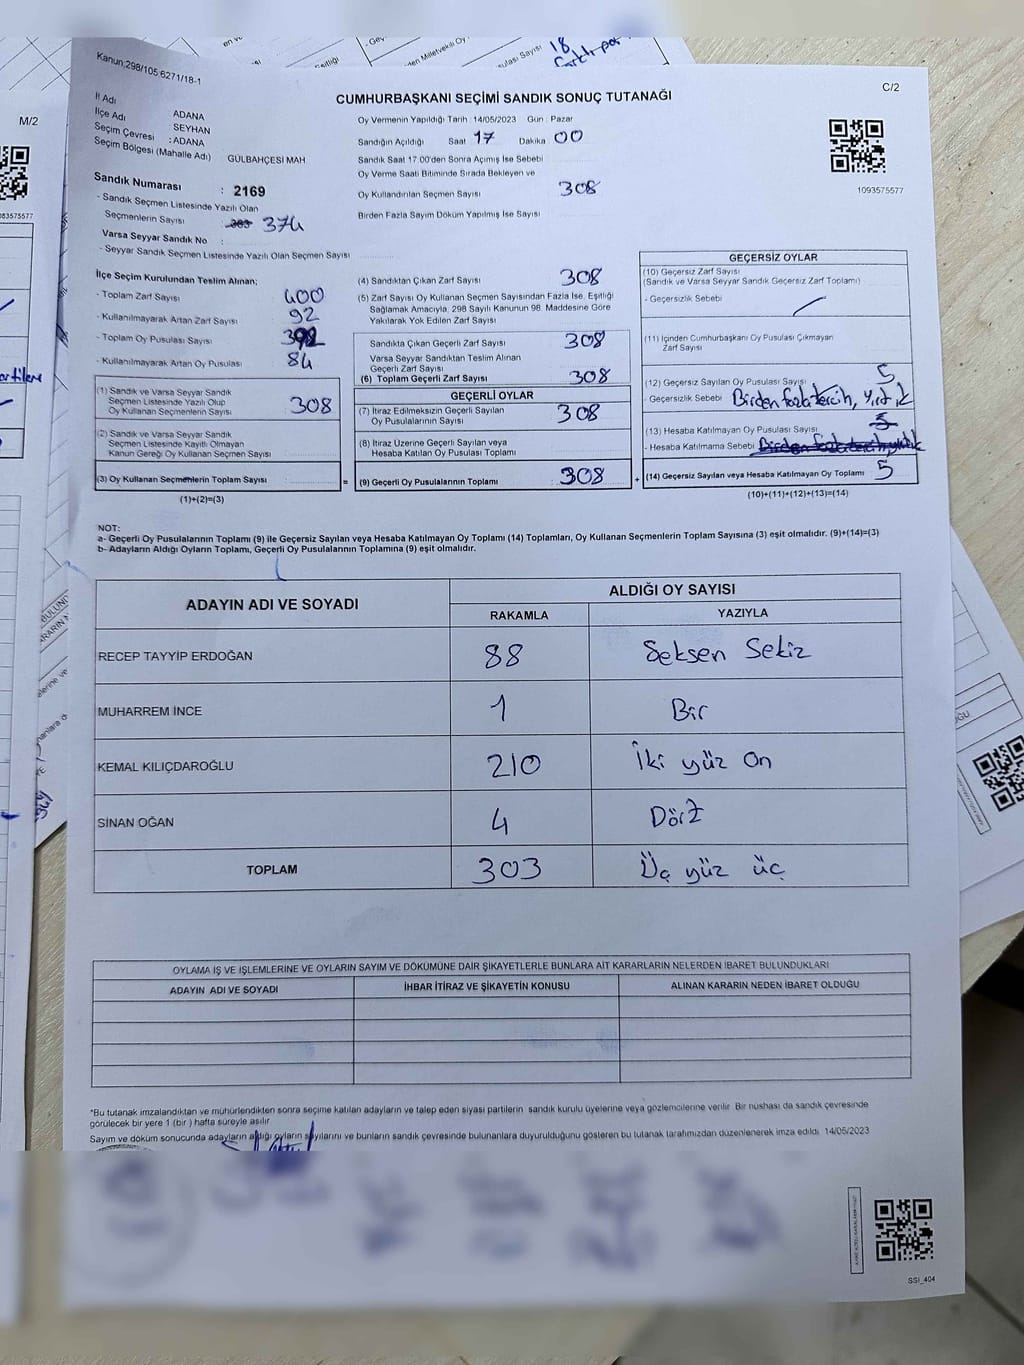 Kanun;298/105 6271/18-1
C/2
M/2
CUMHURBAŞKANI SEÇİMİ SANDIK SONUÇ TUTANAĞI
İl Adı ADANA
İlçe Adı SEYHAN
Seçim Çevresi : ADANA
Seçim Bölgesi (Mahalle Adı) GÜLBAHÇESİ MAH
Sandık Numarası : 2169
- Sandık Seçmen Listesinde Yazılı Olan
Seçmenlerin Sayısı : 374
Varsa Seyyar Sandık No :
- Seyyar Sandık Seçmen Listesinde Yazılı Olan Seçmen Sayısı
Oy Vermenin Yapıldığı Tarih : 14/05/2023 Gün : Pazar
Sandığın Açıldığı Saat 17 Dakika 00
Sandık Saat 17 00'den Sonra Açımış İse Sebebi
Oy Verme Saati Bitiminde Sırada Bekleyen ve
Oy Kullandırılan Seçmen Sayısı 308
Birden Fazla Sayım Döküm Yapılmış İse Sayısı
1093575577
İlçe Seçim Kurulundan Teslim Alınan;
- Toplam Zarf Sayısı 400
- Kullanılmayarak Artan Zarf Sayısı 92
- Toplam Oy Pusulası Sayısı 392
- Kullanılmayarak Artan Oy Pusulası 84
(1) Sandık ve Varsa Seyyar Sandık
Seçmen Listesinde Yazılı Olup
Oy Kullanan Seçmenlerin Sayısı 308
(2) Sandık ve Varsa Seyyar Sandık
Seçmen Listesinde Kayıtlı Olmayan
Kanun Gereği Oy Kullanan Seçmen Sayısı
(3) Oy Kullanan Seçmenlerin Toplam Sayısı =
(1)+(2)=(3)
(4) Sandıktan Çıkan Zarf Sayısı 308
(5) Zarf Sayısı Oy Kullanan Seçmen Sayısından Fazla İse, Eşitliği
Sağlamak Amacıyla, 298 Sayılı Kanunun 98. Maddesine Göre
Yakılarak Yok Edilen Zarf Sayısı
Sandıkta Çıkan Geçerli Zarf Sayısı 308
Varsa Seyyar Sandıktan Teslim Alınan
Geçerli Zarf Sayısı
(6) Toplam Geçerli Zarf Sayısı 308
GEÇERLİ OYLAR
(7) İtiraz Edilmeksizin Geçerli Sayılan
Oy Pusulalarının Sayısı 308
(8) İtiraz Üzerine Geçerli Sayılan veya
Hesaba Katılan Oy Pusulası Toplamı
(9) Geçerli Oy Pusulalarının Toplamı : 308 +
GEÇERSİZ OYLAR
(10) Geçersiz Zarf Sayısı
(Sandık ve Varsa Seyyar Sandık Geçersiz Zarf Toplamı)
- Geçersizlik Sebebi
(11) İçinden Cumhurbaşkanı Oy Pusulası Çıkmayan
Zarf Sayısı
(12) Geçersiz Sayılan Oy Pusulası Sayısı 5
- Geçersizlik Sebebi Birden fazla tercih, yırtık
(13) Hesaba Katılmayan Oy Pusulası Sayısı 5
- Hesaba Katılmama Sebebi Birden fazla tercih yırtık
(14) Geçersiz Sayılan veya Hesaba Katılmayan Oy Toplamı 5
(10)+(11)+(12)+(13)=(14)
NOT:
a- Geçerli Oy Pusulalarının Toplamı (9) ile Geçersiz Sayılan veya Hesaba Katılmayan Oy Toplamı (14) Toplamları, Oy Kullanan Seçmenlerin Toplam Sayısına (3) eşit olmalıdır. (9)+(14)=(3)
b- Adayların Aldığı Oyların Toplamı, Geçerli Oy Pusulalarının Toplamına (9) eşit olmalıdır.
ADAYIN ADI VE SOYADI
ALDIĞI OY SAYISI
RAKAMLA YAZIYLA
RECEP TAYYİP ERDOĞAN 88 Seksen Sekiz
MUHARREM İNCE 1 Bir
KEMAL KILIÇDAROĞLU 210 İki yüz On
SİNAN OĞAN 4 Dört
TOPLAM 303 Üç yüz üç
OYLAMA İŞ VE İŞLEMLERİNE VE OYLARIN SAYIM VE DÖKÜMÜNE DAİR ŞİKAYETLERLE BUNLARA AİT KARARLARIN NELERDEN İBARET BULUNDUKLARI
ADAYIN ADI VE SOYADI İHBAR İTİRAZ VE ŞİKAYETİN KONUSU ALINAN KARARIN NEDEN İBARET OLDUĞU
*Bu tutanak imzalandıktan ve mühürlendikten sonra seçime katılan adayların ve talep eden siyasi partilerin sandık kurulu üyelerine veya gözlemcilerine verilir. Bir nüshası da sandık çevresinde
görülecek bir yere 1 (bir ) hafta süreyle asılır
Sayım ve döküm sonucunda adayların aldığı oyların sayılarını ve bunların sandık çevresinde bulunanlara duyurulduğunu gösteren bu tutanak tarafımızdan düzenlenerek imza edildi 14/05/2023
SSI_404